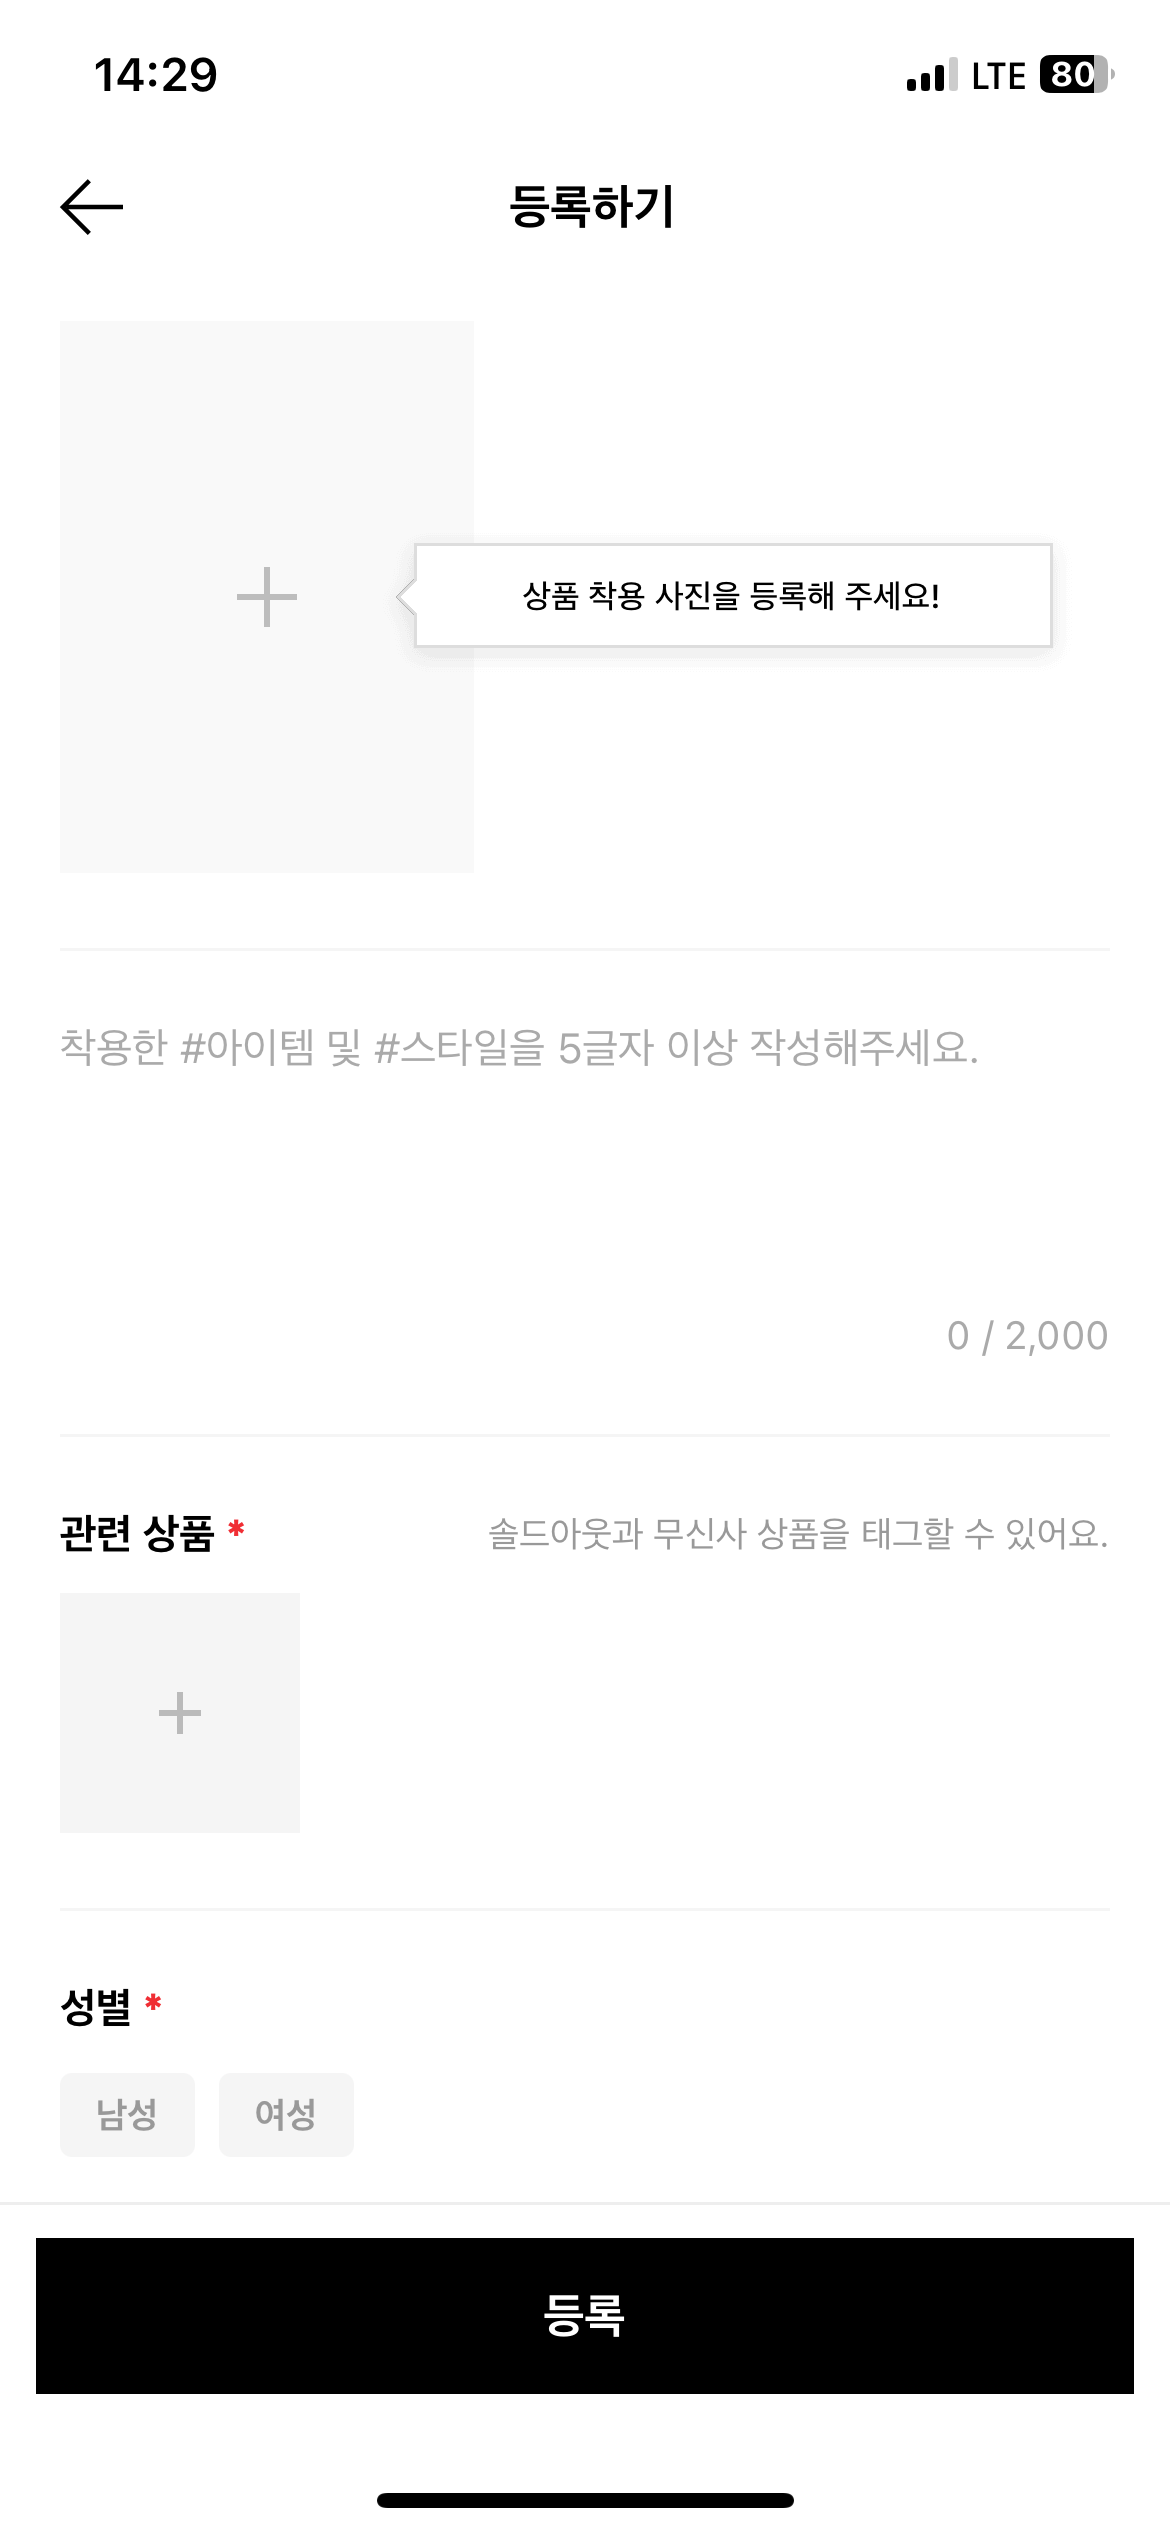 14:29 LTE 80
등록하기
상품 착용 사진을 등록해 주세요!
착용한 #아이템 및 #스타일을 5글자 이상 작성해주세요.
0 / 2,000
관련 상품 * 솔드아웃과 무신사 상품을 태그할 수 있어요.
성별 *
남성 여성
등록